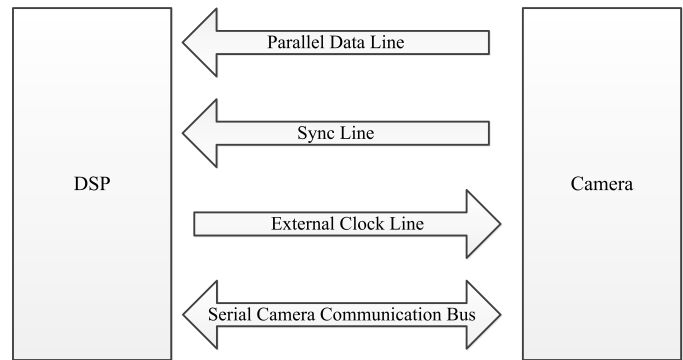 Parallel Data Line
Sync Line
DSP
Camera
External Clock Line
Serial Camera Communication Bus